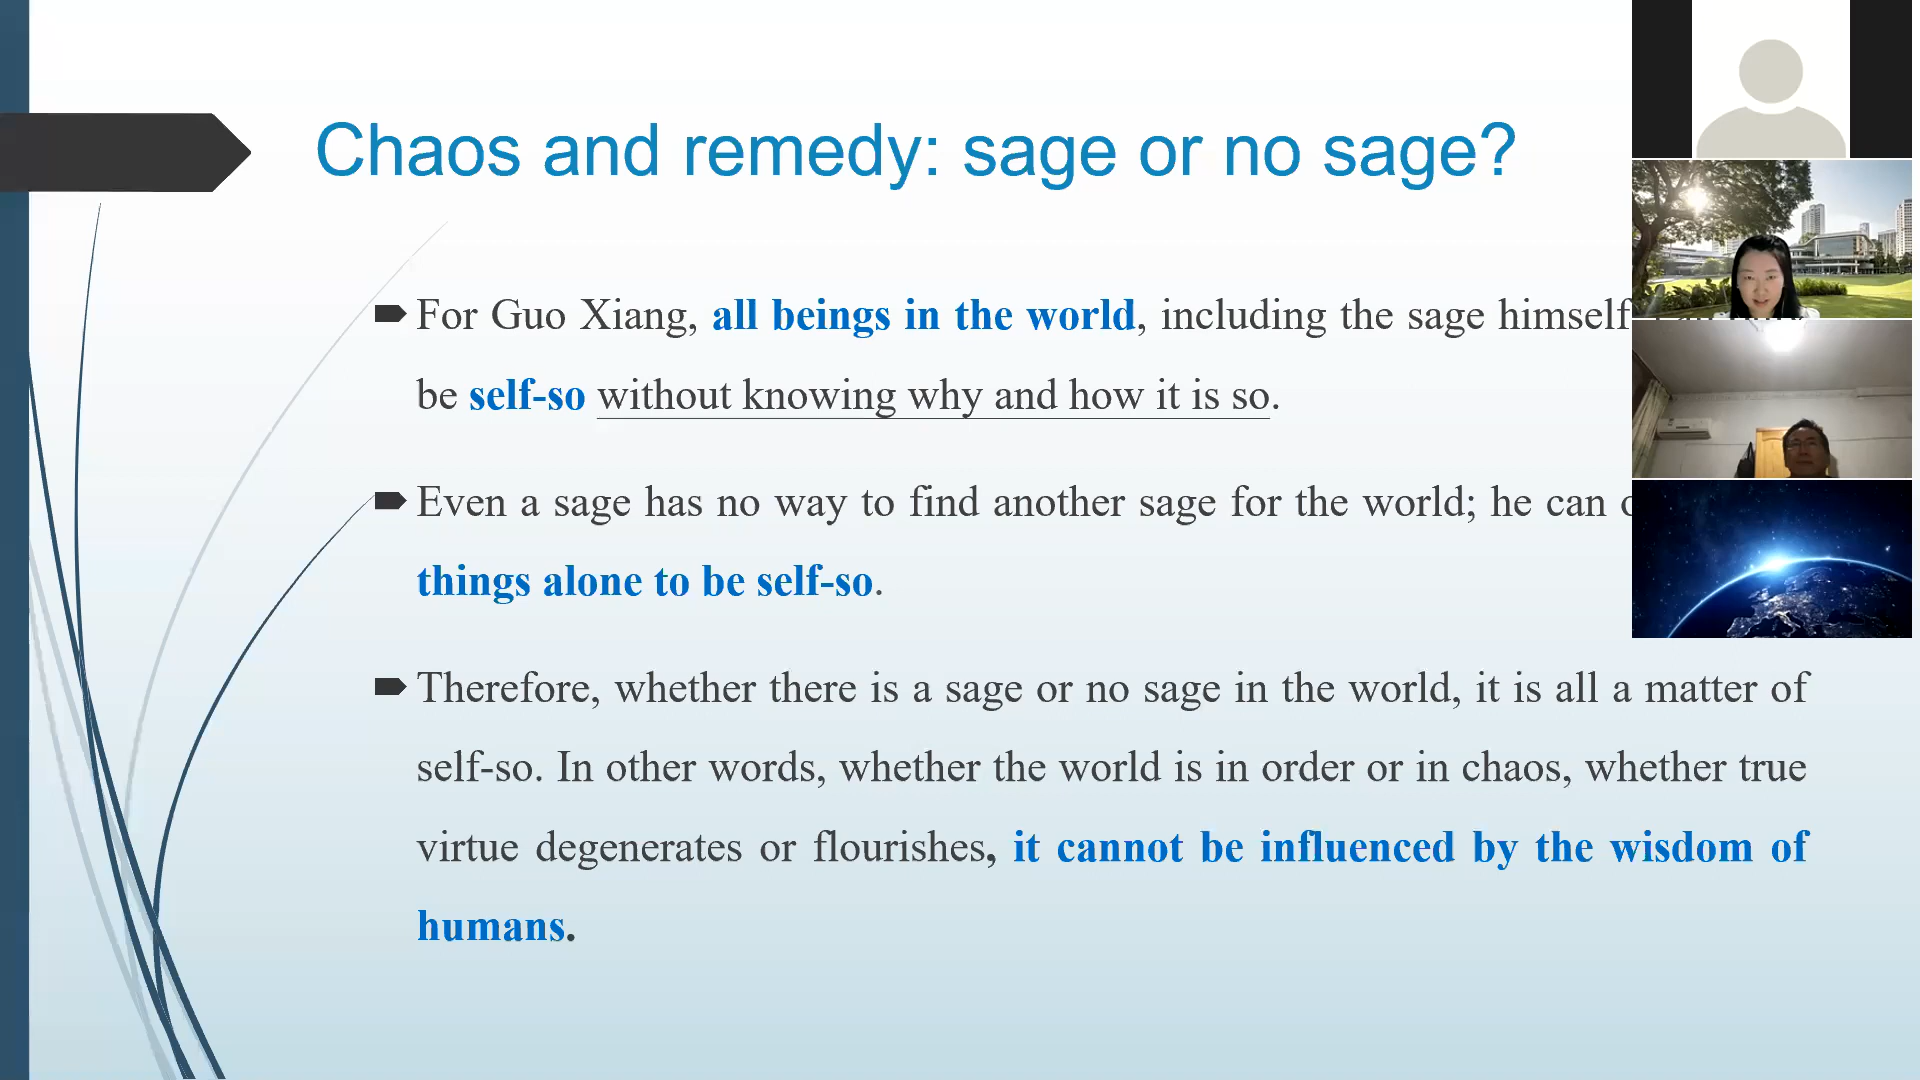 Chaos and remedy: sage or no sage?
For Guo Xiang, all beings in the world, including the sage himself
be self-so without knowing why and how it is so.
Even a sage has no way to find another sage for the world; he can
things alone to be self-so.
Therefore, whether there is a sage or no sage in the world, it is all a matter of
self-so. In other words, whether the world is in order or in chaos, whether true
virtue degenerates or flourishes, it cannot be influenced by the wisdom of
humans.